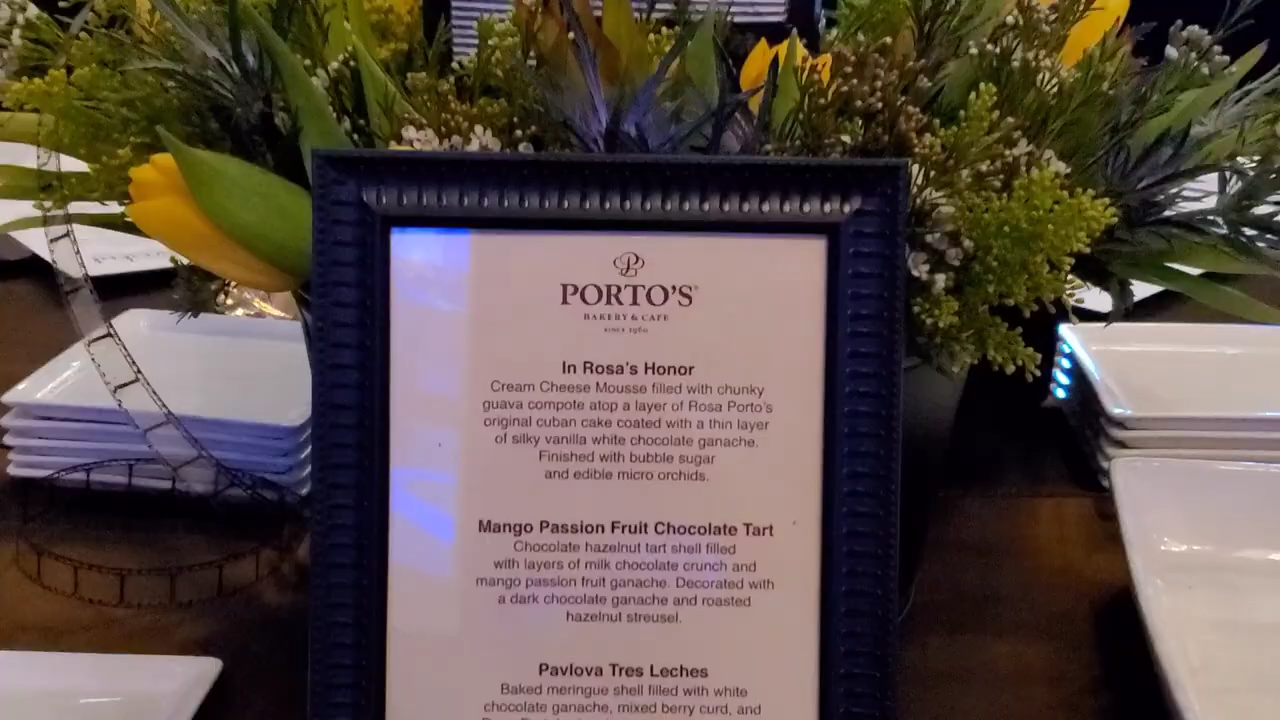 PORTO'S
BAKERY & CAFE
SINCE 1960
In Rosa's Honor
Cream Cheese Mousse filled with chunky
guava compote atop a layer of Rosa Porto's
original cuban cake coated with a thin layer
of silky vanilla white chocolate ganache.
Finished with bubble sugar
and edible micro orchids.
Mango Passion Fruit Chocolate Tart
Chocolate hazelnut tart shell filled
with layers of milk chocolate crunch and
mango passion fruit ganache. Decorated with
a dark chocolate ganache and roasted
hazelnut streusel.
Pavlova Tres Leches
Baked meringue shell filled with white
chocolate ganache, mixed berry curd, and